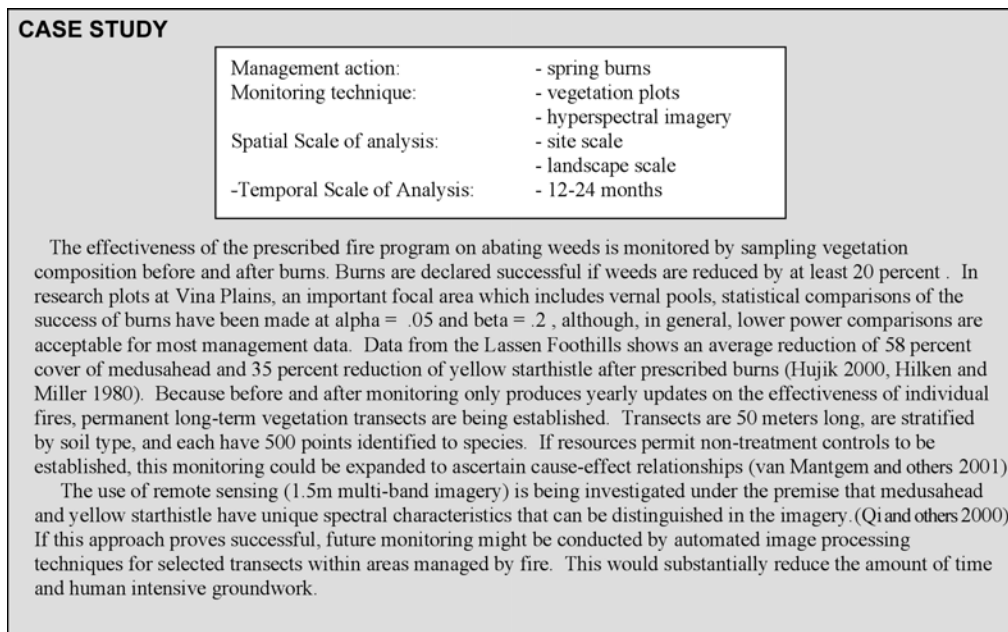 CASE STUDY
Management action: - spring burns
Monitoring technique: - vegetation plots
- hyperspectral imagery
Spatial Scale of analysis: - site scale
- landscape scale
-Temporal Scale of Analysis: - 12-24 months
The effectiveness of the prescribed fire program on abating weeds is monitored by sampling vegetation
composition before and after burns. Burns are declared successful if weeds are reduced by at least 20 percent . In
research plots at Vina Plains, an important focal area which includes vernal pools, statistical comparisons of the
success of burns have been made at alpha = .05 and beta = .2 , although, in general, lower power comparisons are
acceptable for most management data. Data from the Lassen Foothills shows an average reduction of 58 percent
cover of medusahead and 35 percent reduction of yellow starthistle after prescribed burns (Hujik 2000, Hilken and
Miller 1980). Because before and after monitoring only produces yearly updates on the effectiveness of individual
fires, permanent long-term vegetation transects are being established. Transects are 50 meters long, are stratified
by soil type, and each have 500 points identified to species. If resources permit non-treatment controls to be
established, this monitoring could be expanded to ascertain cause-effect relationships (van Mantgem and others 2001)
The use of remote sensing (1.5m multi-band imagery) is being investigated under the premise that medusahead
and yellow starthistle have unique spectral characteristics that can be distinguished in the imagery.(Qi and others 2000)
If this approach proves successful, future monitoring might be conducted by automated image processing
techniques for selected transects within areas managed by fire. This would substantially reduce the amount of time
and human intensive groundwork.